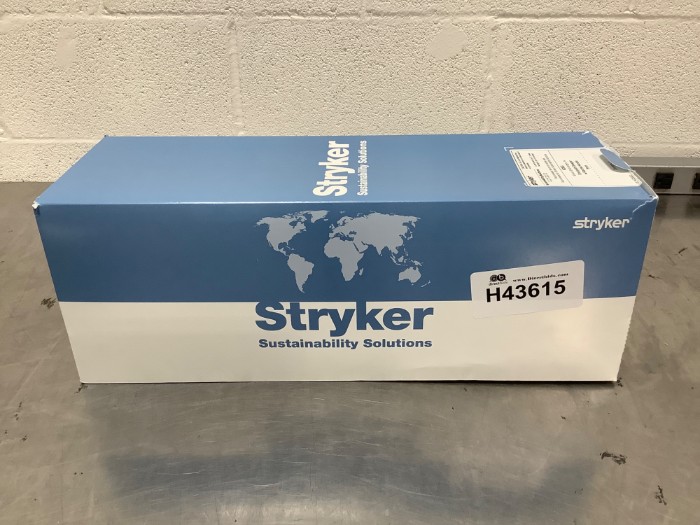 Stryker
Sustainability Solutions
stryker
H43615
Stryker
Sustainability Solutions